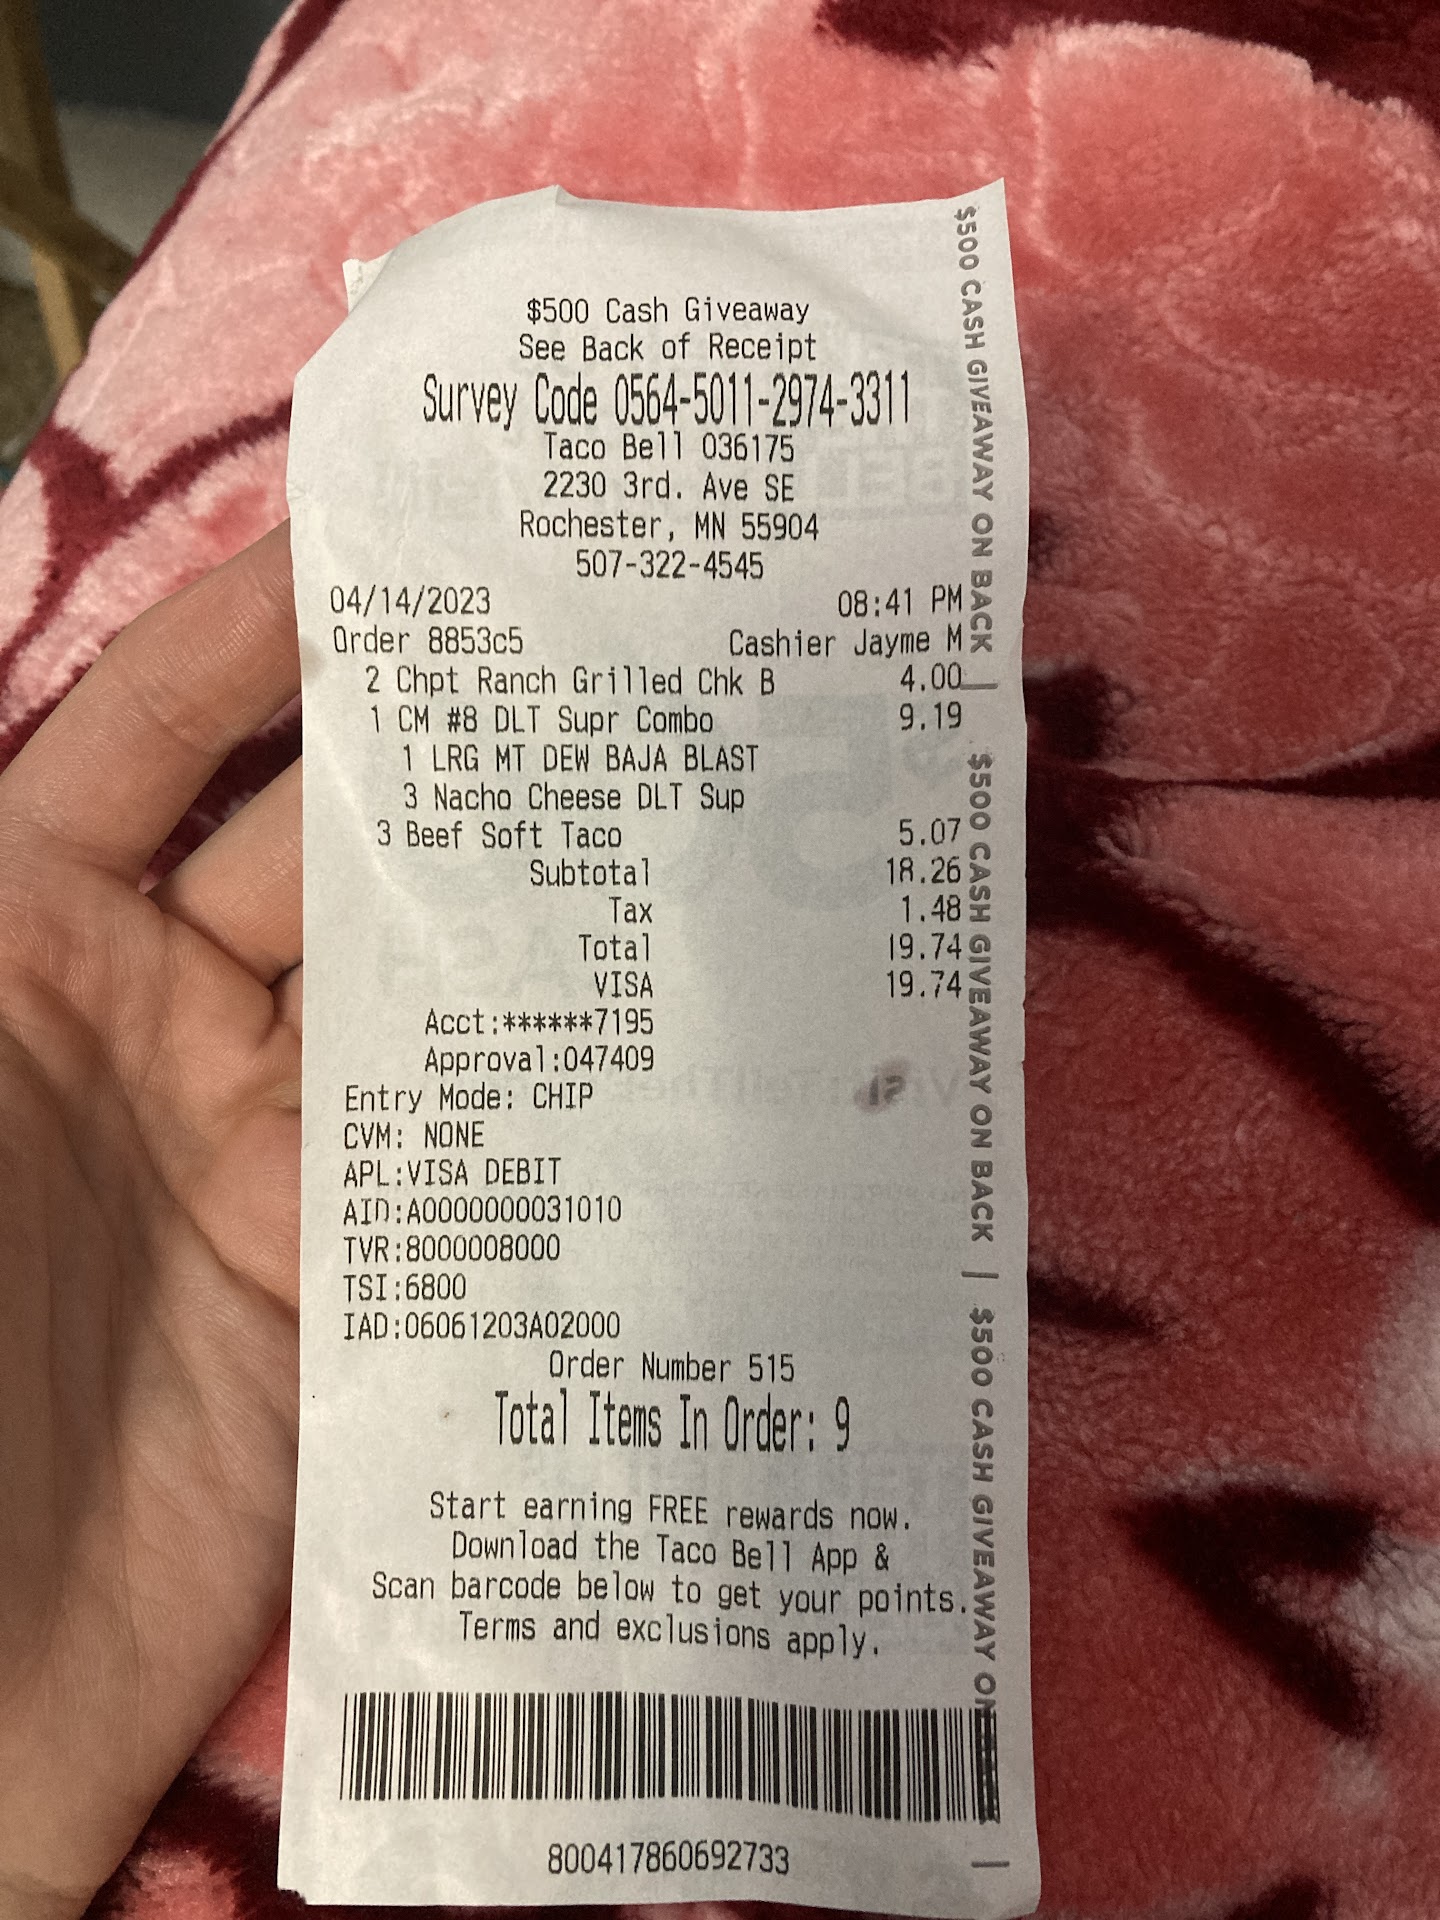 $500 Cash Giveaway
See Back of Receipt
Survey Code 0564-5011-2974-3311
Taco Bell 036175
2230 3rd. Ave SE
Rochester, MN 55904
507-322-4545
04/14/2023 08:41 PM
Order 8853c5 Cashier Jayme M
2 Chpt Ranch Grilled Chk B 4.00
1 CM #8 DLT Supr Combo 9.19
1 LRG MT DEW BAJA BLAST
3 Nacho Cheese DLT Sup
3 Beef Soft Taco 5.07
Subtotal 18.26
Tax 1.48
Total 19.74
VISA 19.74
Acct:******7195
Approval:047409
Entry Mode: CHIP
CVM: NONE
APL:VISA DEBIT
AID:A0000000031010
TVR:8000008000
TSI:6800
IAD:06061203A02000
Order Number 515
Total Items In Order: 9
Start earning FREE rewards now.
Download the Taco Bell App &
Scan barcode below to get your points.
Terms and exclusions apply.
800417860692733
$500 CASH GIVEAWAY ON BACK | $500 CASH GIVEAWAY ON BACK | $500 CASH GIVEAWAY ON |